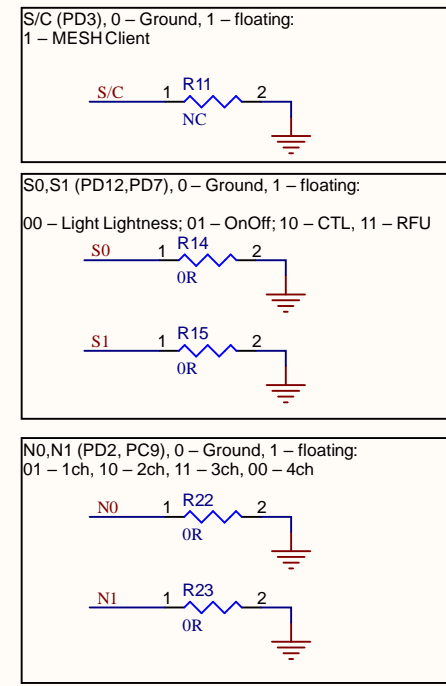 S/C (PD3), 0 – Ground, 1 – floating:
1 – MESH Client
S/C 1 R11 2
NC
S0,S1 (PD12,PD7), 0 – Ground, 1 – floating:
00 – Light Lightness; 01 – OnOff; 10 – CTL, 11 – RFU
S0 1 R14 2
0R
S1 1 R15 2
0R
N0,N1 (PD2, PC9), 0 – Ground, 1 – floating:
01 – 1ch, 10 – 2ch, 11 – 3ch, 00 – 4ch
N0 1 R22 2
0R
N1 1 R23 2
0R